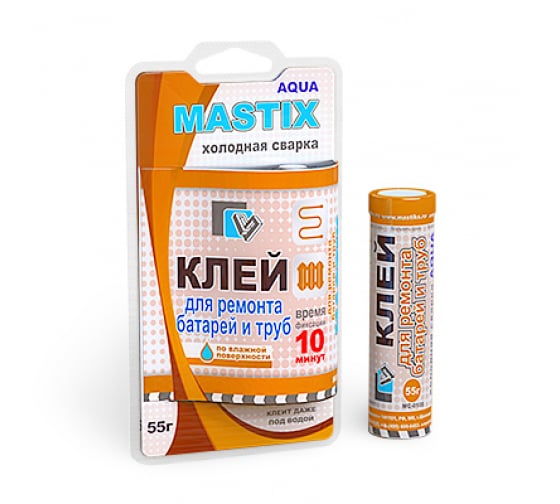 AQUA
MASTIX
холодная сварка
КЛЕЙ
для ремонта
батарей и труб
время
фиксации
10
минут
по влажной
поверхности
КЛЕИТ ДАЖЕ
ПОД ВОДОЙ
55г
www.mastiks.ru
КЛЕЙ
AQUA
для ремонта
батарей и труб
55г